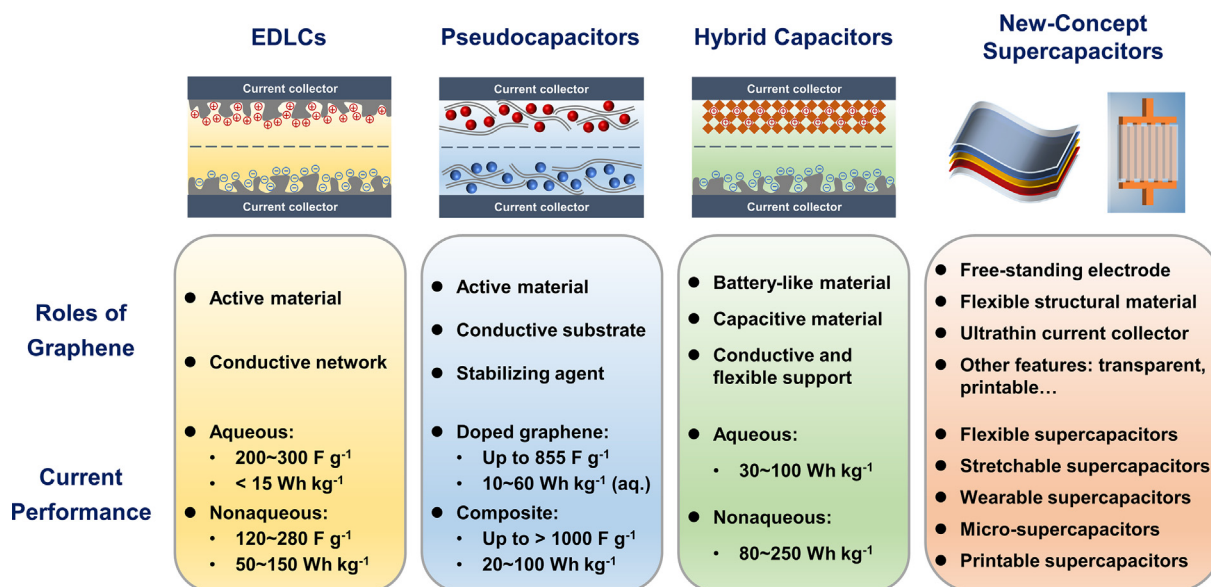 EDLCs
Pseudocapacitors
Hybrid Capacitors
New-Concept
Supercapacitors
Current collector
Current collector
Current collector
Current collector
Current collector
Current collector
Roles of
Graphene
● Active material
● Conductive network
● Active material
● Conductive substrate
● Stabilizing agent
● Battery-like material
● Capacitive material
● Conductive and
flexible support
● Free-standing electrode
● Flexible structural material
● Ultrathin current collector
● Other features: transparent,
printable…
Current
Performance
● Aqueous:
• 200~300 F g⁻¹
• < 15 Wh kg⁻¹
● Nonaqueous:
• 120~280 F g⁻¹
• 50~150 Wh kg⁻¹
● Doped graphene:
• Up to 855 F g⁻¹
• 10~60 Wh kg⁻¹ (aq.)
● Composite:
• Up to > 1000 F g⁻¹
• 20~100 Wh kg⁻¹
● Aqueous:
• 30~100 Wh kg⁻¹
● Nonaqueous:
• 80~250 Wh kg⁻¹
● Flexible supercapacitors
● Stretchable supercapacitors
● Wearable supercapacitors
● Micro-supercapacitors
● Printable supercapacitors